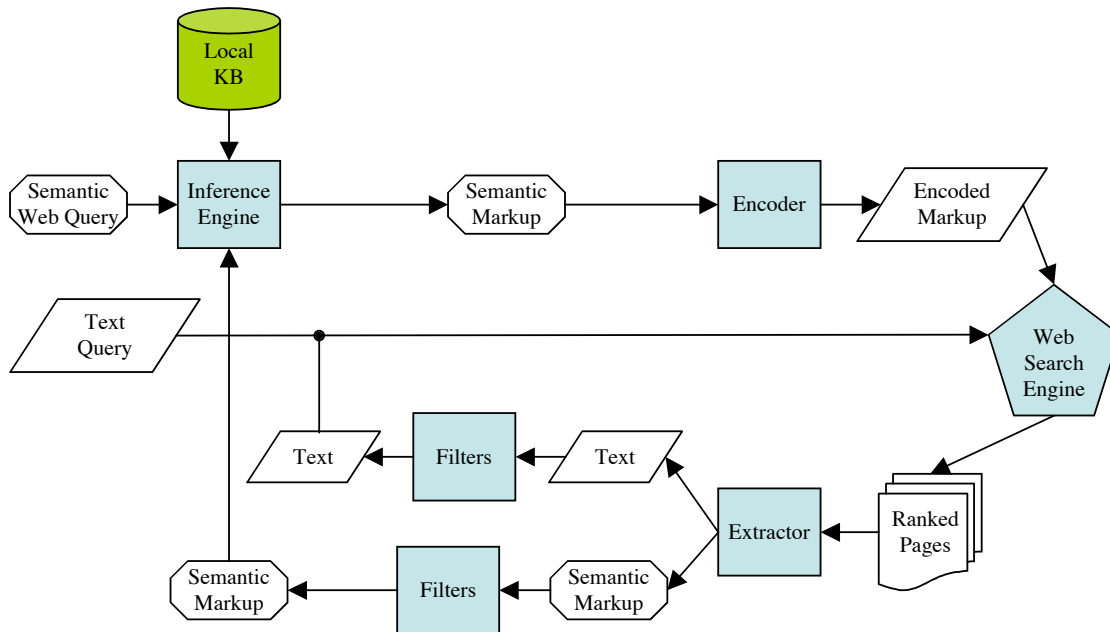 Local
KB
Semantic
Web Query
Inference
Engine
Semantic
Markup
Encoder
Encoded
Markup
Text
Query
Web
Search
Engine
Text
Filters
Text
Ranked
Pages
Extractor
Semantic
Markup
Filters
Semantic
Markup